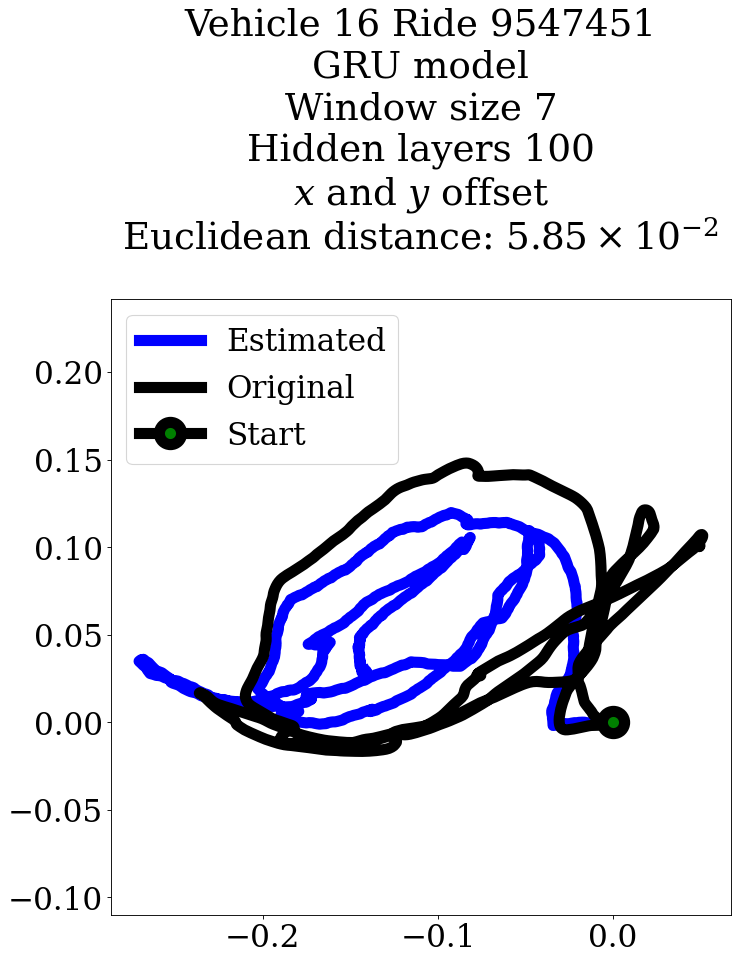 Vehicle 16 Ride 9547451
GRU model
Window size 7
Hidden layers 100
x and y offset
Euclidean distance: 5.85 × 10⁻²
Estimated
Original
Start
0.20
0.15
0.10
0.05
0.00
−0.05
−0.10
−0.2
−0.1
0.0